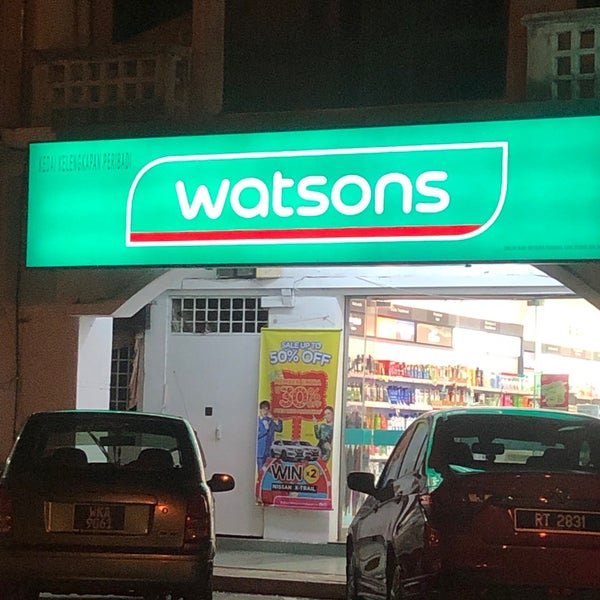 KEDAI KELENGKAPAN PERIBADI
watsons
SALE UP TO
50% OFF
30%
WIN x2
NISSAN X-TRAIL
WKA
9061
RT 2831